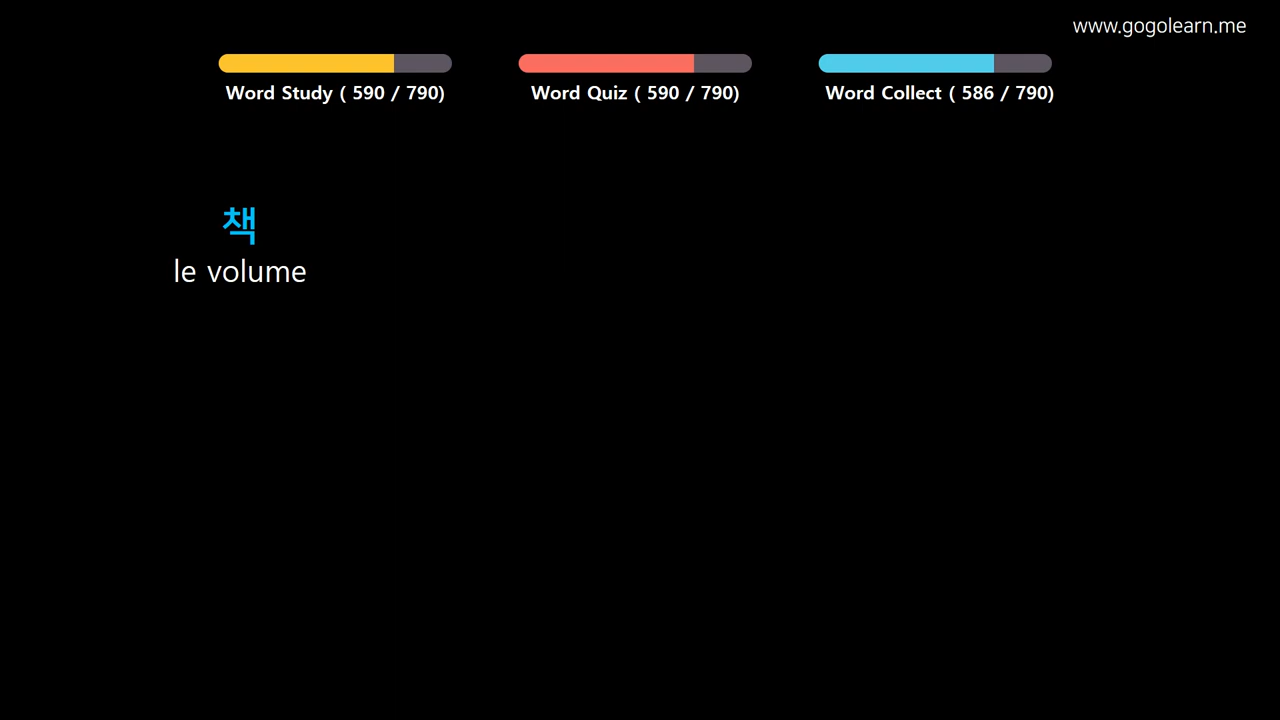 www.gogolearn.me
Word Study ( 590 / 790)
Word Quiz ( 590 / 790)
Word Collect ( 586 / 790)
책
le volume